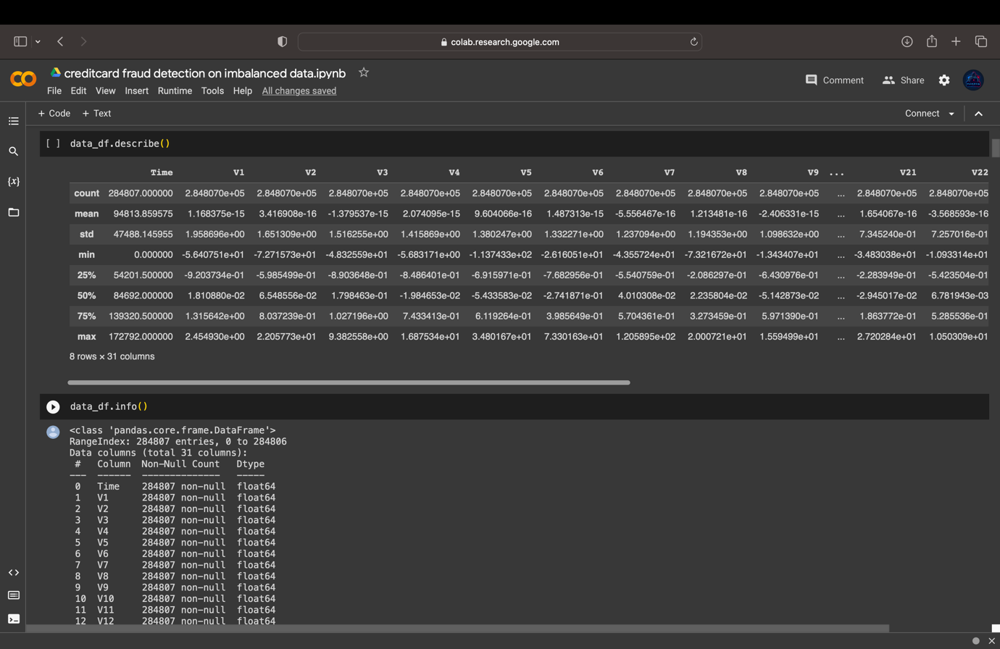 colab.research.google.com
creditcard fraud detection on imbalanced data.ipynb
Comment Share
File Edit View Insert Runtime Tools Help All changes saved
+ Code + Text Connect
[ ] data_df.describe()
Time V1 V2 V3 V4 V5 V6 V7 V8 V9 ... V21 V22
count 284807.000000 2.848070e+05 2.848070e+05 2.848070e+05 2.848070e+05 2.848070e+05 2.848070e+05 2.848070e+05 2.848070e+05 2.848070e+05 ... 2.848070e+05 2.848070e+05
mean 94813.859575 1.168375e-15 3.416908e-16 -1.379537e-15 2.074095e-15 9.604066e-16 1.487313e-15 -5.556467e-16 1.213481e-16 -2.406331e-15 ... 1.654067e-16 -3.568593e-16
std 47488.145955 1.958696e+00 1.651309e+00 1.516255e+00 1.415869e+00 1.380247e+00 1.332271e+00 1.237094e+00 1.194353e+00 1.098632e+00 ... 7.345240e-01 7.257016e-01
min 0.000000 -5.640751e+01 -7.271573e+01 -4.832559e+01 -5.683171e+00 -1.137433e+02 -2.616051e+01 -4.355724e+01 -7.321672e+01 -1.343407e+01 ... -3.483038e+01 -1.093314e+01
25% 54201.500000 -9.203734e-01 -5.985499e-01 -8.903648e-01 -8.486401e-01 -6.915971e-01 -7.682956e-01 -5.540759e-01 -2.086297e-01 -6.430976e-01 ... -2.283949e-01 -5.423504e-01
50% 84692.000000 1.810880e-02 6.548556e-02 1.798463e-01 -1.984653e-02 -5.433583e-02 -2.741871e-01 4.010308e-02 2.235804e-02 -5.142873e-02 ... -2.945017e-02 6.781943e-03
75% 139320.500000 1.315642e+00 8.037239e-01 1.027196e+00 7.433413e-01 6.119264e-01 3.985649e-01 5.704361e-01 3.273459e-01 5.971390e-01 ... 1.863772e-01 5.285536e-01
max 172792.000000 2.454930e+00 2.205773e+01 9.382558e+00 1.687534e+01 3.480167e+01 7.330163e+01 1.205895e+02 2.000721e+01 1.559499e+01 ... 2.720284e+01 1.050309e+01
8 rows × 31 columns
data_df.info()
<class 'pandas.core.frame.DataFrame'>
RangeIndex: 284807 entries, 0 to 284806
Data columns (total 31 columns):
# Column Non-Null Count Dtype
--- ------ -------------- -----
0 Time 284807 non-null float64
1 V1 284807 non-null float64
2 V2 284807 non-null float64
3 V3 284807 non-null float64
4 V4 284807 non-null float64
5 V5 284807 non-null float64
6 V6 284807 non-null float64
7 V7 284807 non-null float64
8 V8 284807 non-null float64
9 V9 284807 non-null float64
10 V10 284807 non-null float64
11 V11 284807 non-null float64
12 V12 284807 non-null float64